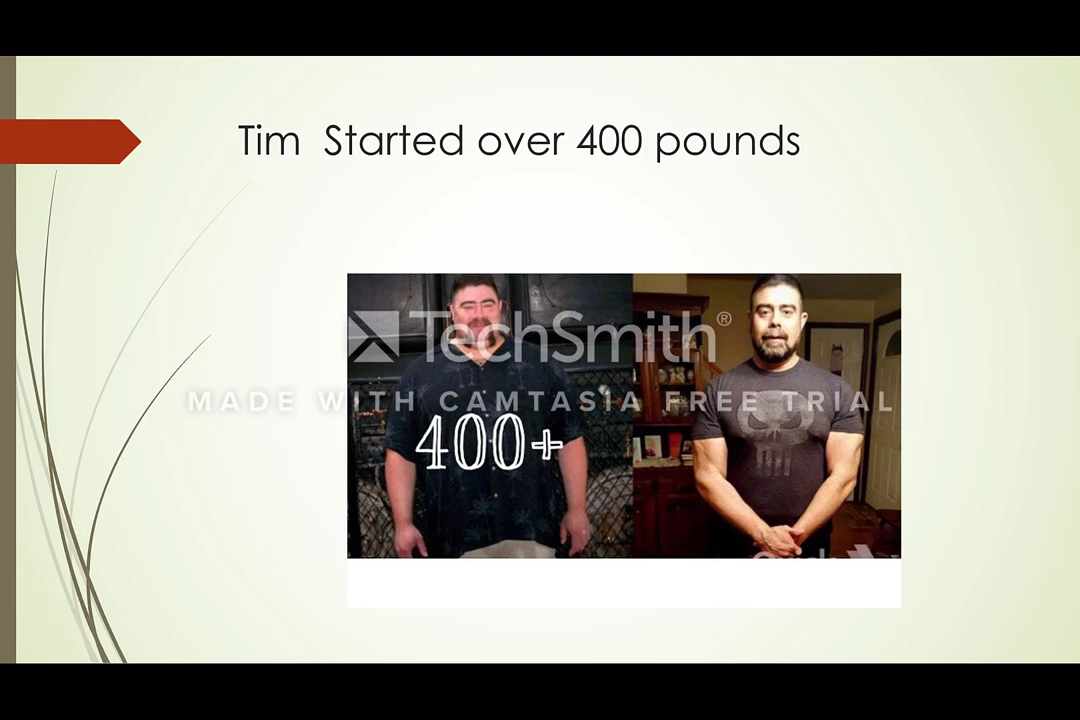 Tim  Started over 400 pounds
TechSmith®
MADE WITH CAMTASIA FREE TRIAL
400+